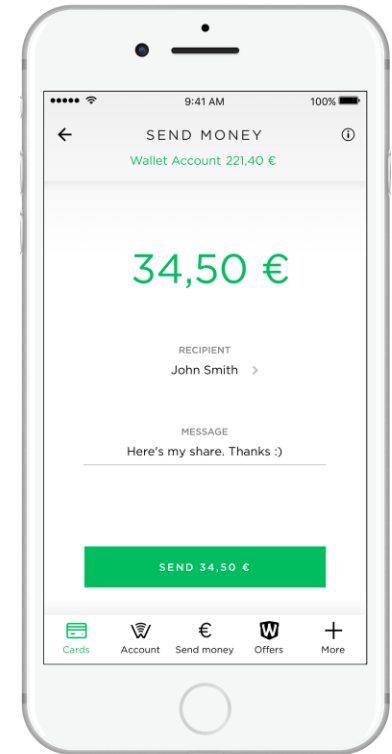 9:41 AM 100%
SEND MONEY
Wallet Account 221,40 €
34,50 €
RECIPIENT
John Smith
MESSAGE
Here's my share. Thanks :)
SEND 34,50 €
Cards Account Send money Offers More